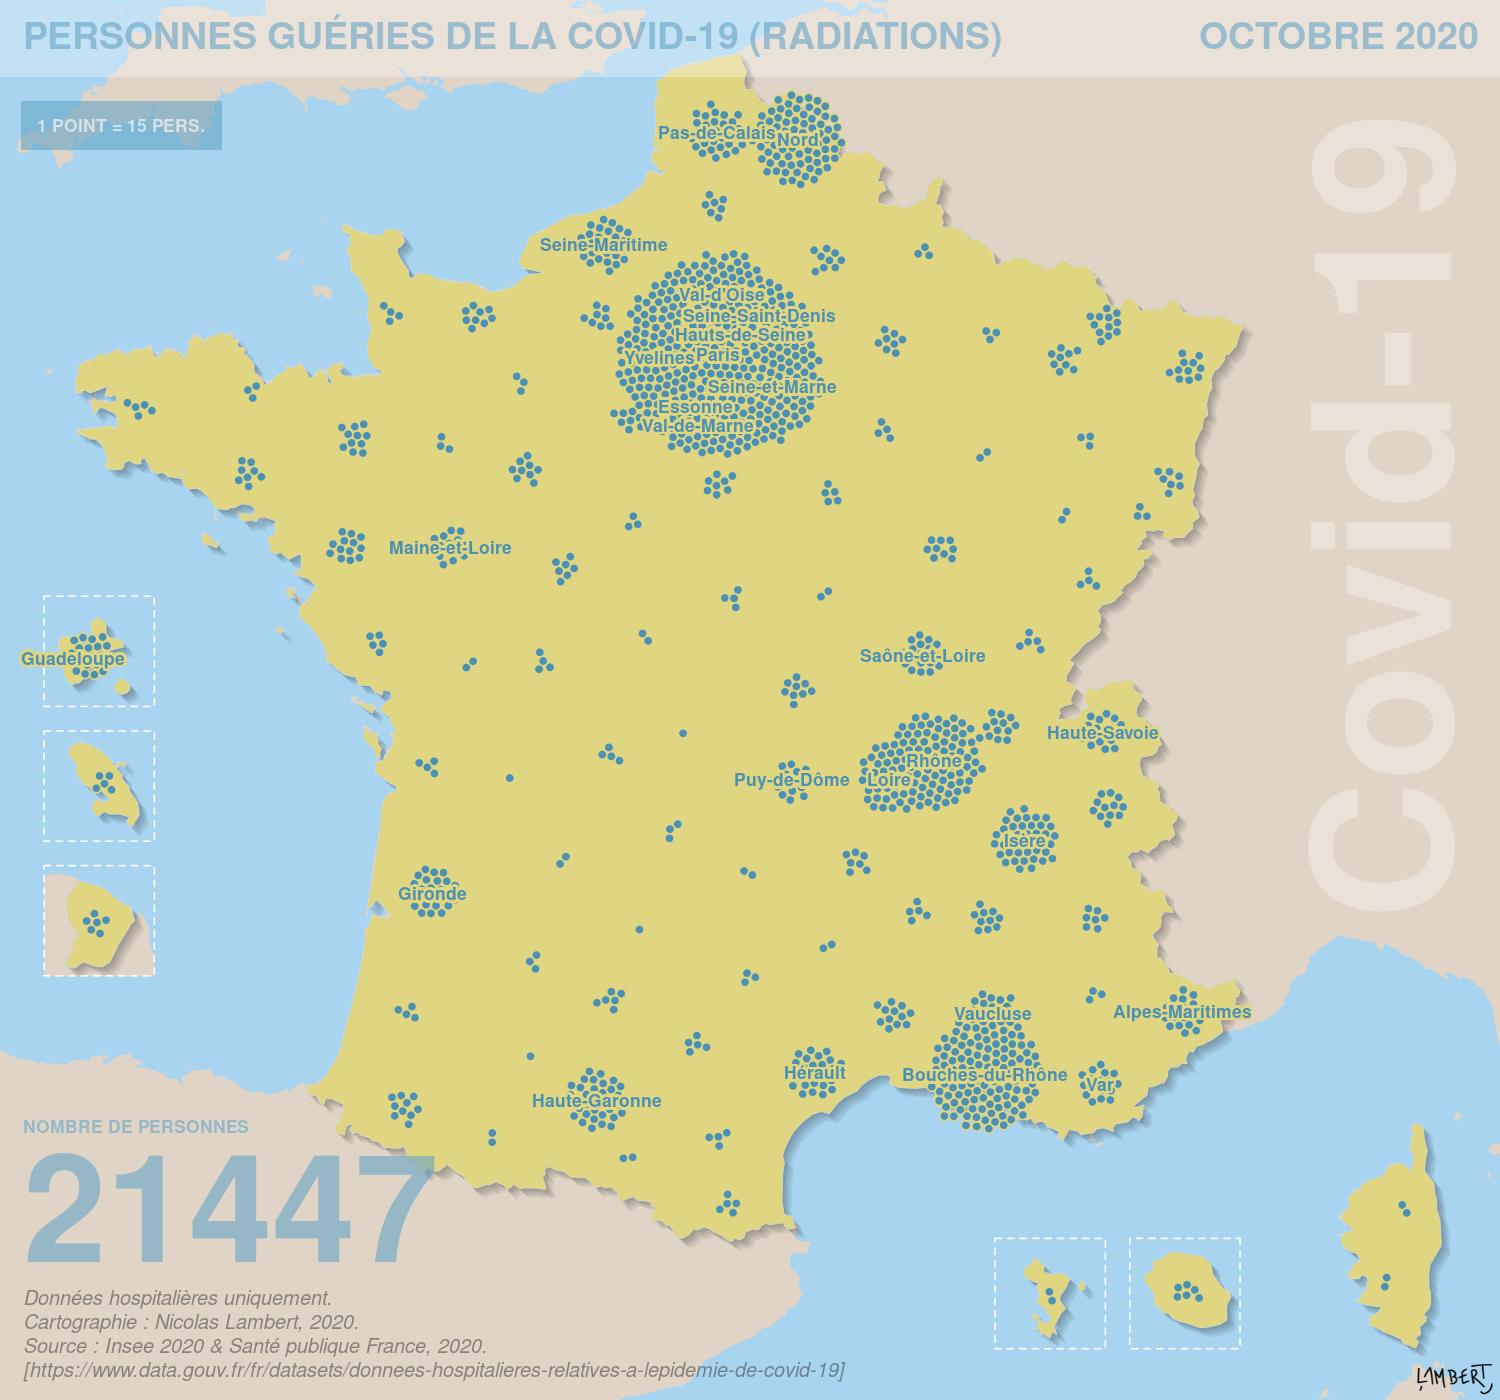 PERSONNES GUÉRIES DE LA COVID-19 (RADIATIONS)
OCTOBRE 2020
1 POINT = 15 PERS.
Covid-19
Pas-de-Calais
Nord
Seine-Maritime
Val-d'Oise
Seine-Saint-Denis
Hauts-de-Seine
Yvelines
Paris
Seine-et-Marne
Essonne
Val-de-Marne
Maine-et-Loire
Guadeloupe
Saône-et-Loire
Haute-Savoie
Rhône
Puy-de-Dôme
Loire
Isère
Gironde
Vaucluse
Alpes-Maritimes
Hérault
Bouches-du-Rhône
Var
Haute-Garonne
NOMBRE DE PERSONNES
21447
Données hospitalières uniquement.
Cartographie : Nicolas Lambert, 2020.
Source : Insee 2020 & Santé publique France, 2020.
[https://www.data.gouv.fr/fr/datasets/donnees-hospitalieres-relatives-a-lepidemie-de-covid-19]
LAMBERT